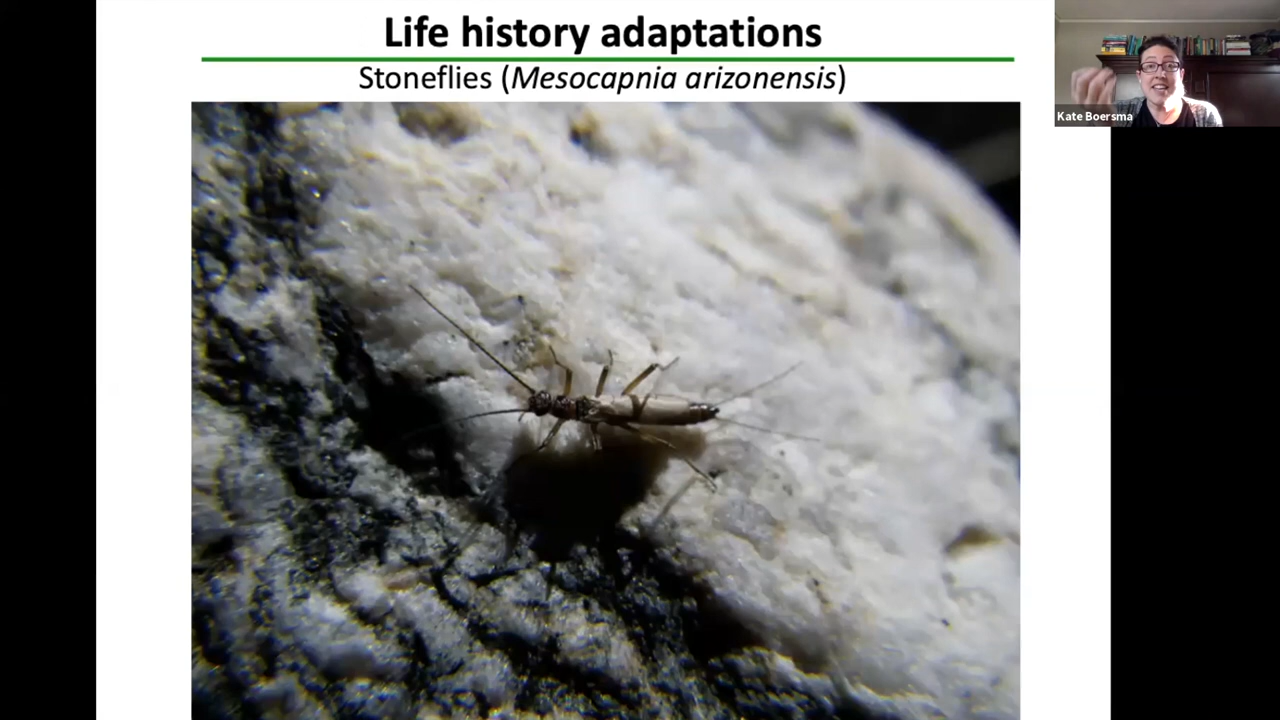 Life history adaptations
Stoneflies (Mesocapnia arizonensis)
Kate Boersma